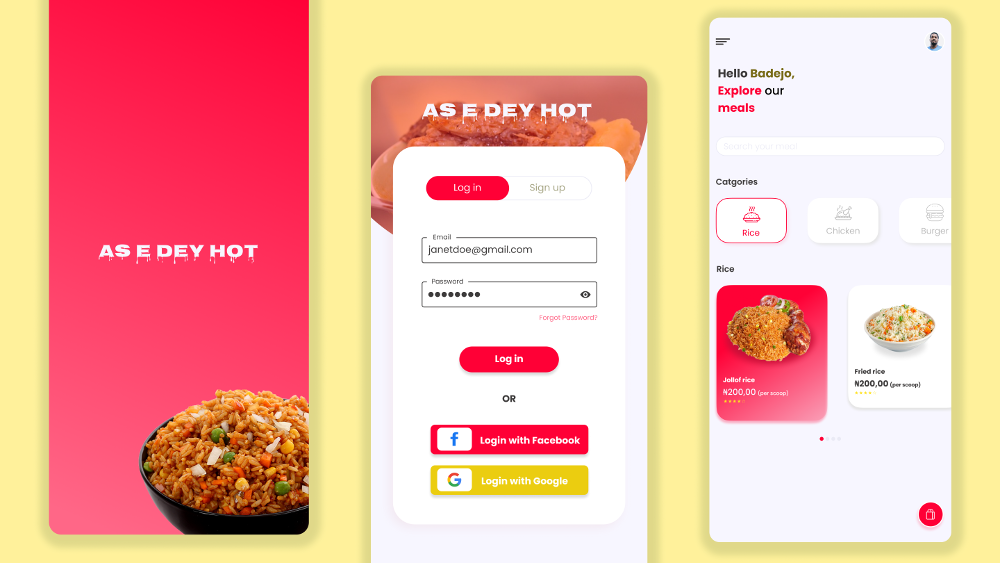 AS E DEY HOT
AS E DEY HOT
Log in
Sign up
Email
janetdoe@gmail.com
Password
Forgot Password?
Log in
OR
Login with Facebook
Login with Google
Hello Badejo,
Explore our
meals
Search your meal
Catgories
Rice
Chicken
Burger
Rice
Jollof rice
₦200,00 (per scoop)
Fried rice
₦200,00 (per scoop)